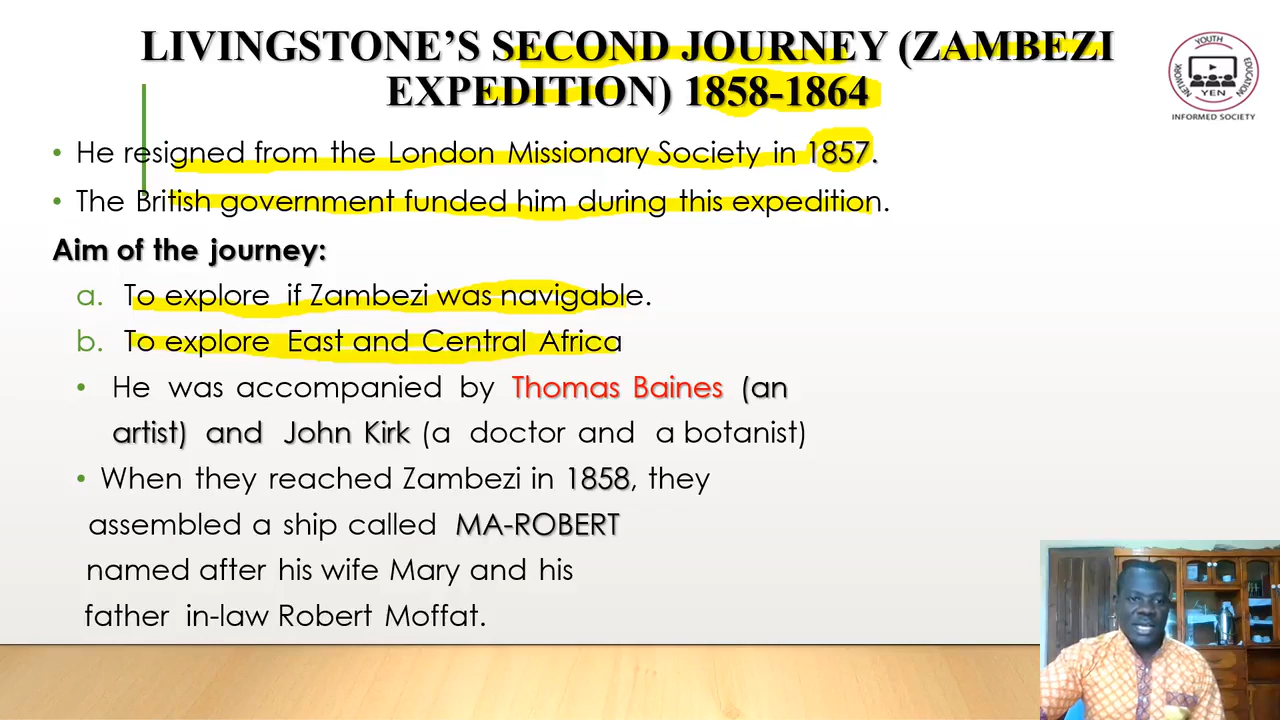 LIVINGSTONE'S SECOND JOURNEY (ZAMBEZI
EXPEDITION) 1858-1864
YOUTH
EDUCATION
NETWORK
YEN
INFORMED SOCIETY
• He resigned from the London Missionary Society in 1857.
• The British government funded him during this expedition.
Aim of the journey:
a. To explore if Zambezi was navigable.
b. To explore East and Central Africa
• He was accompanied by Thomas Baines (an
artist) and John Kirk (a doctor and a botanist)
• When they reached Zambezi in 1858, they
assembled a ship called MA-ROBERT
named after his wife Mary and his
father in-law Robert Moffat.